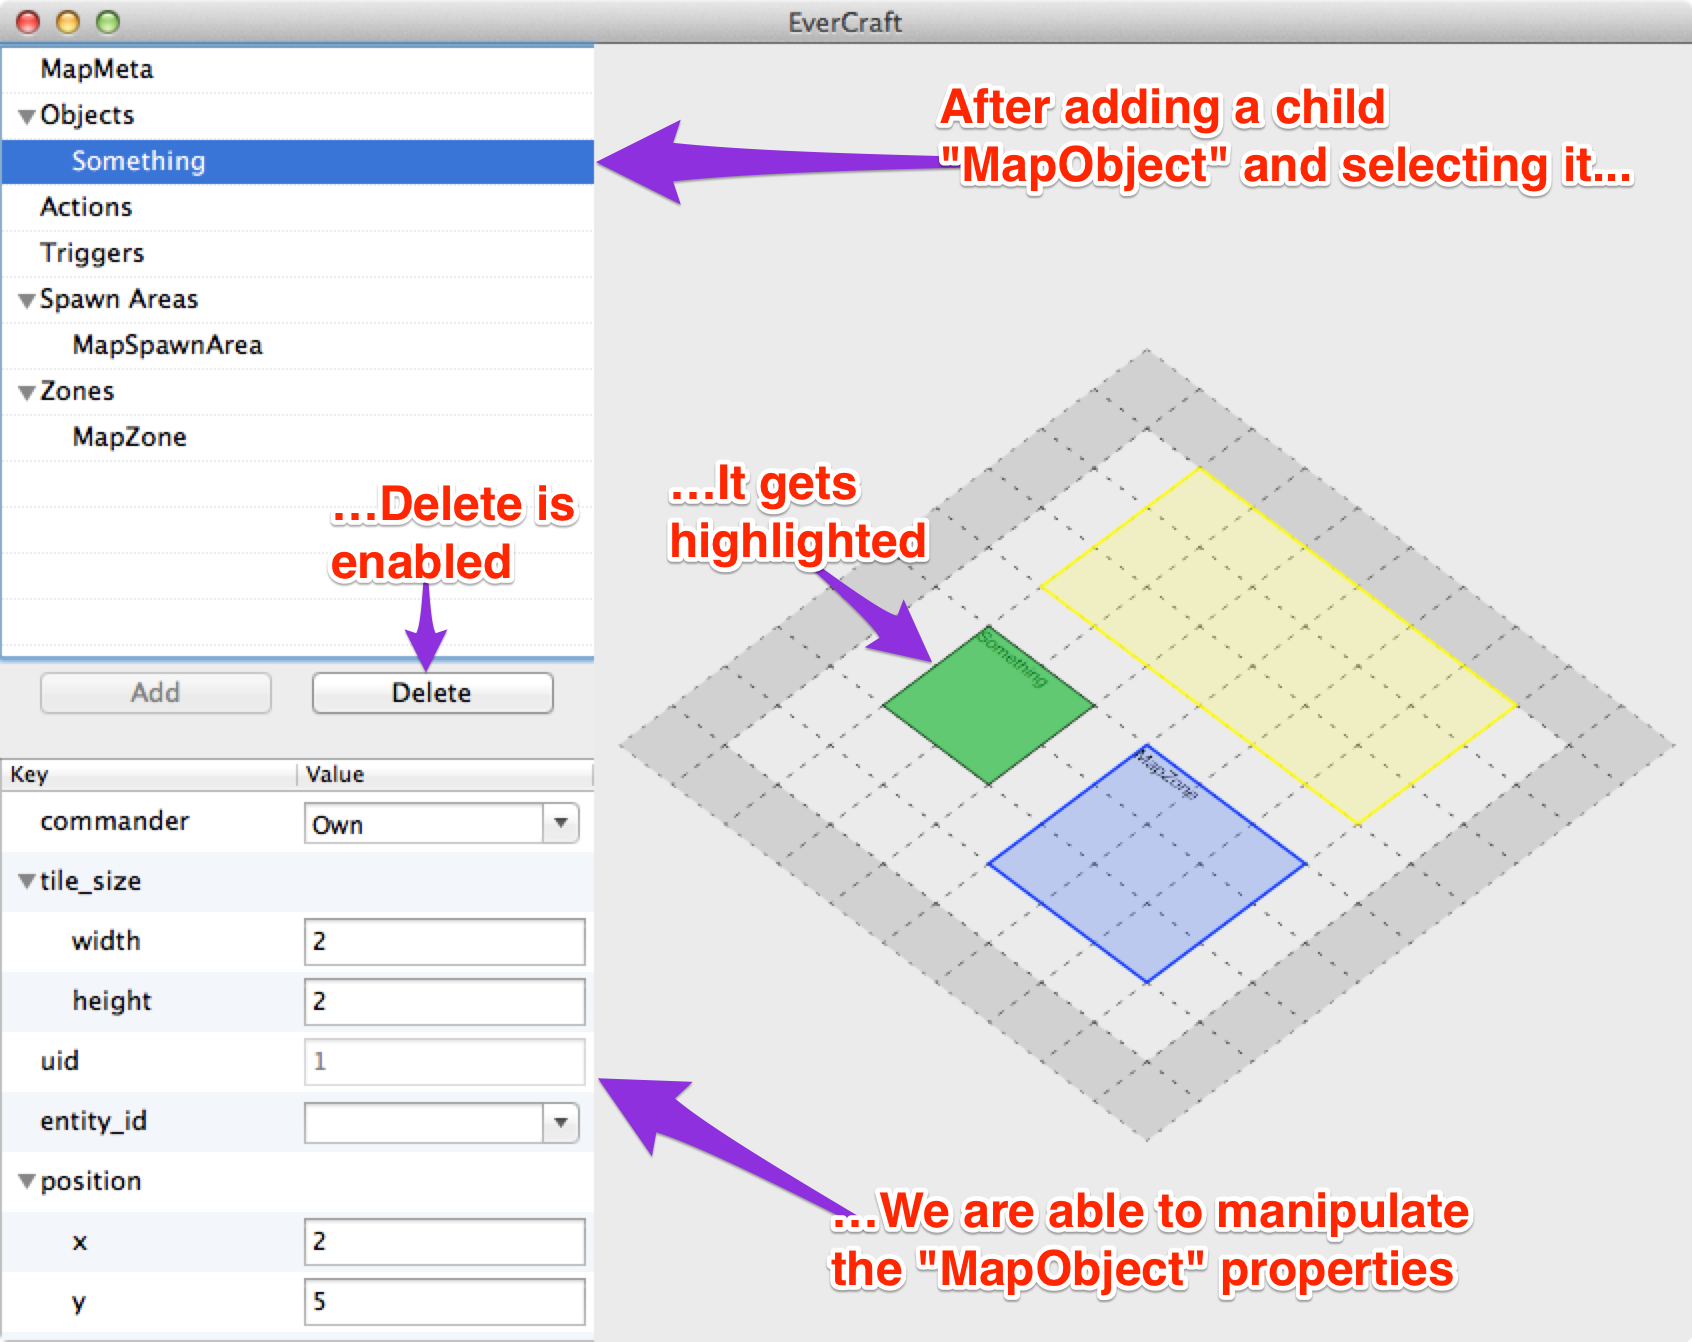 EverCraft
MapMeta
Objects
Something
Actions
Triggers
Spawn Areas
MapSpawnArea
Zones
MapZone
After adding a child
"MapObject" and selecting it...
...Delete is
enabled
...It gets
highlighted
Something
MapZone
Add
Delete
Key
Value
commander
Own
tile_size
width
2
height
2
uid
1
entity_id
position
x
2
y
5
...We are able to manipulate
the "MapObject" properties